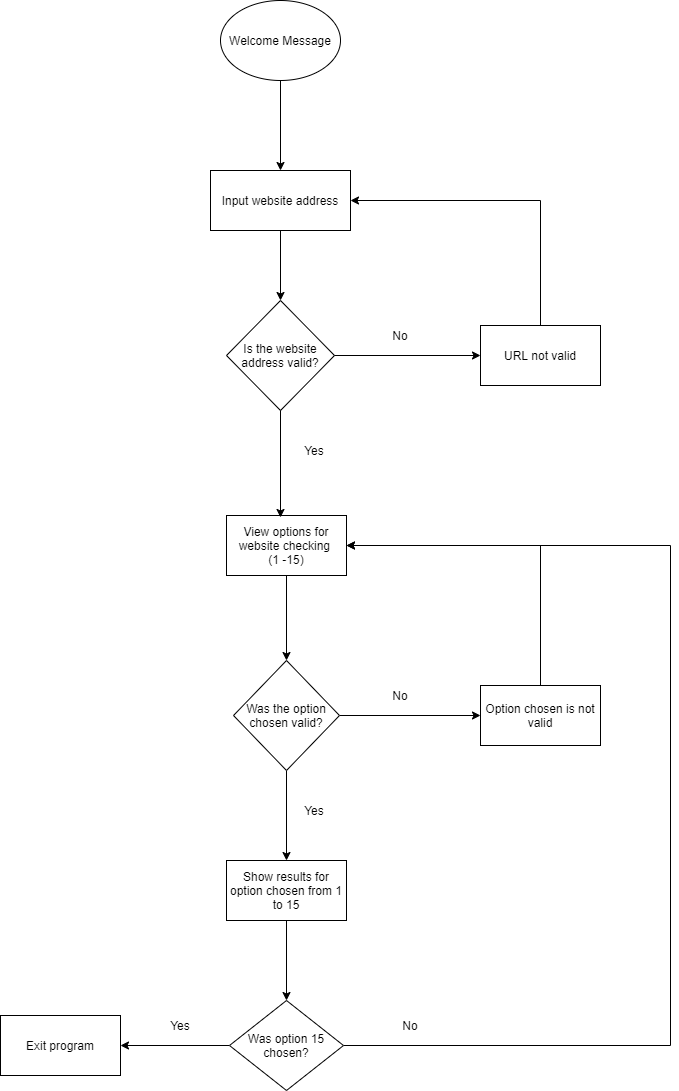 Welcome Message
Input website address
Is the website
address valid?
No
URL not valid
Yes
View options for
website checking
(1 -15)
Was the option
chosen valid?
No
Option chosen is not
valid
Yes
Show results for
option chosen from 1
to 15
Was option 15
chosen?
Yes
No
Exit program